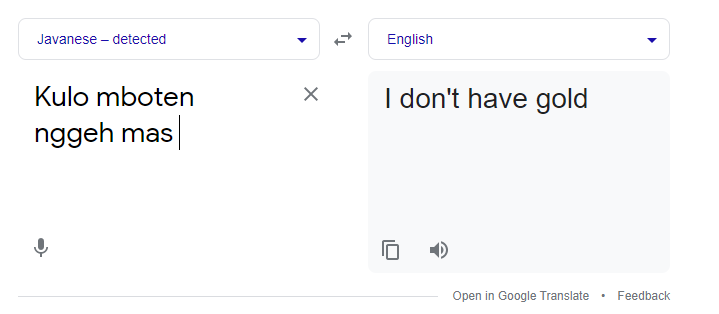 Javanese – detected
English
Kulo mboten
nggeh mas
I don't have gold
Open in Google Translate • Feedback